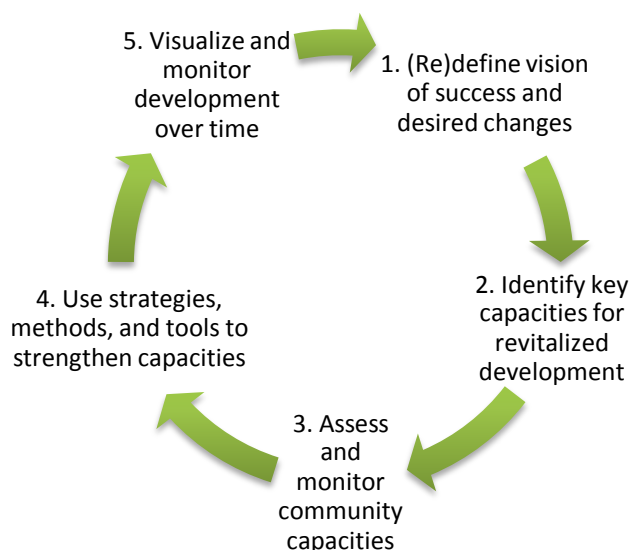 1. (Re)define vision
of success and
desired changes
2. Identify key
capacities for
revitalized
development
3. Assess
and
monitor
community
capacities
4. Use strategies,
methods, and tools to
strengthen capacities
5. Visualize and
monitor
development
over time